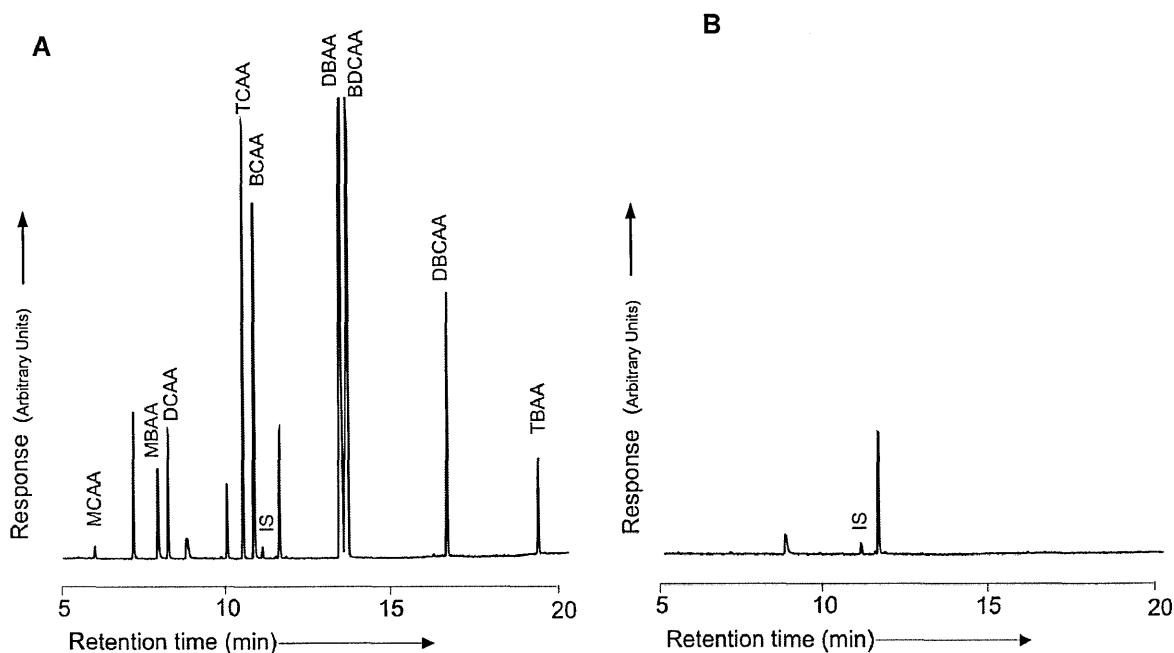 A
TCAA
DBAA
BDCAA
BCAA
DBCAA
MBAA
DCAA
TBAA
MCAA
IS
Response (Arbitrary Units)
5 10 15 20
Retention time (min)
B
IS
Response (Arbitrary Units)
5 10 15 20
Retention time (min)